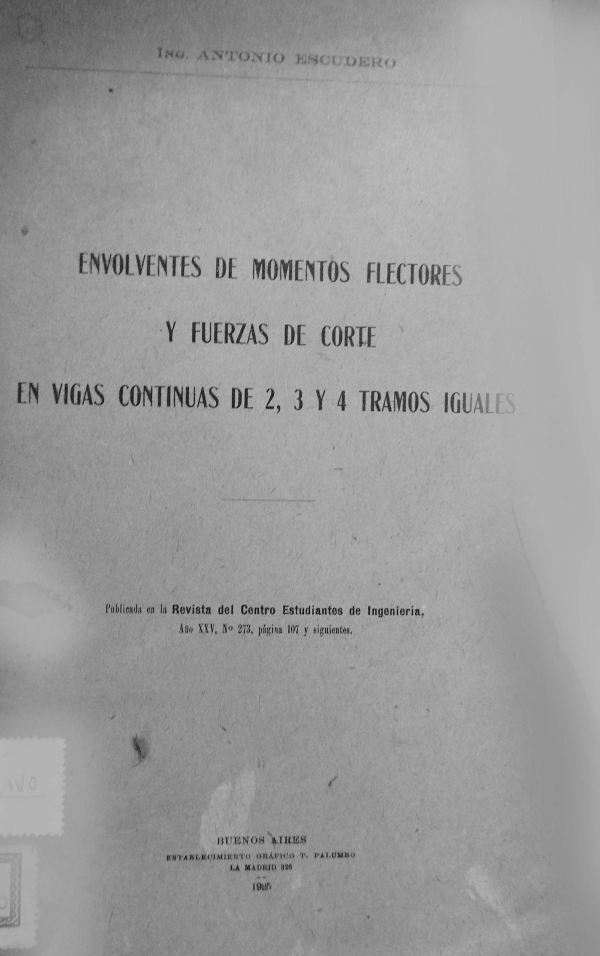 Ing. ANTONIO ESCUDERO
ENVOLVENTES DE MOMENTOS FLECTORES
Y FUERZAS DE CORTE
EN VIGAS CONTINUAS DE 2, 3 Y 4 TRAMOS IGUALES
Publicada en la Revista del Centro Estudiantes de Ingenieria,
Año XXV, Nº 273, página 107 y siguientes.
BUENOS AIRES
ESTABLECIMIENTO GRÁFICO T. PALUMBO
LA MADRID 326
1925